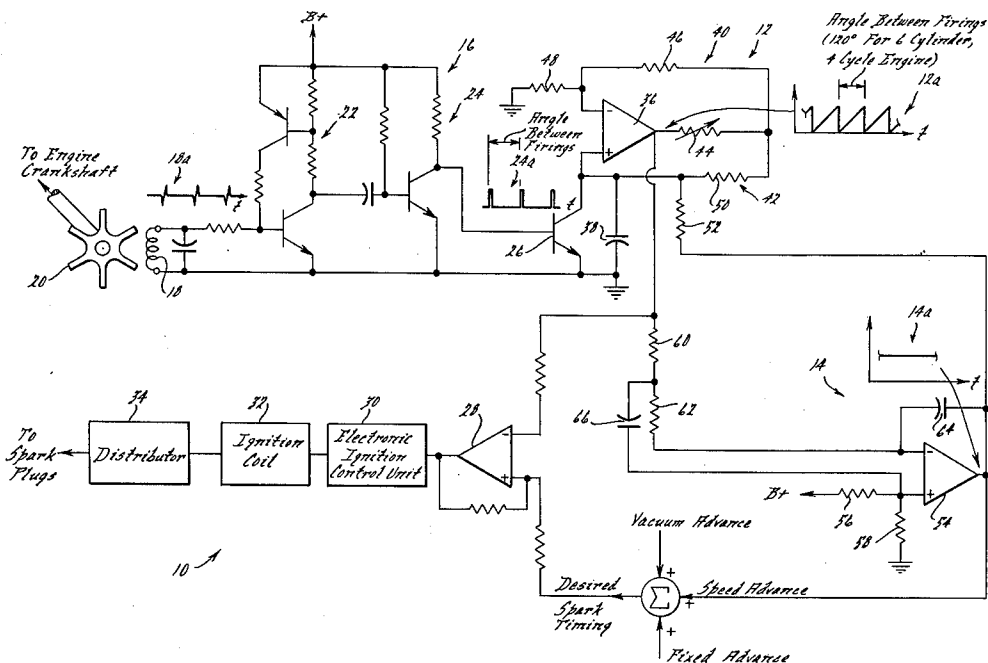 B+
16
46
40
12
Angle Between Firings
(120° For 6 Cylinder,
4 Cycle Engine)
12a
48
22
24
Angle
Between
Firings
24a
36
44
t
t
To Engine
Crankshaft
18a
t
50
42
52
26
38
20
18
14a
14
t
60
62
66
64
34
32
30
28
To
Spark
Plugs
Distributor
Ignition
Coil
Electronic
Ignition
Control Unit
B+
56
58
54
Vacuum Advance
10
Desired
Spark
Timing
Σ
Speed Advance
Fixed Advance
+
+
+
-
+
-
+
-
+